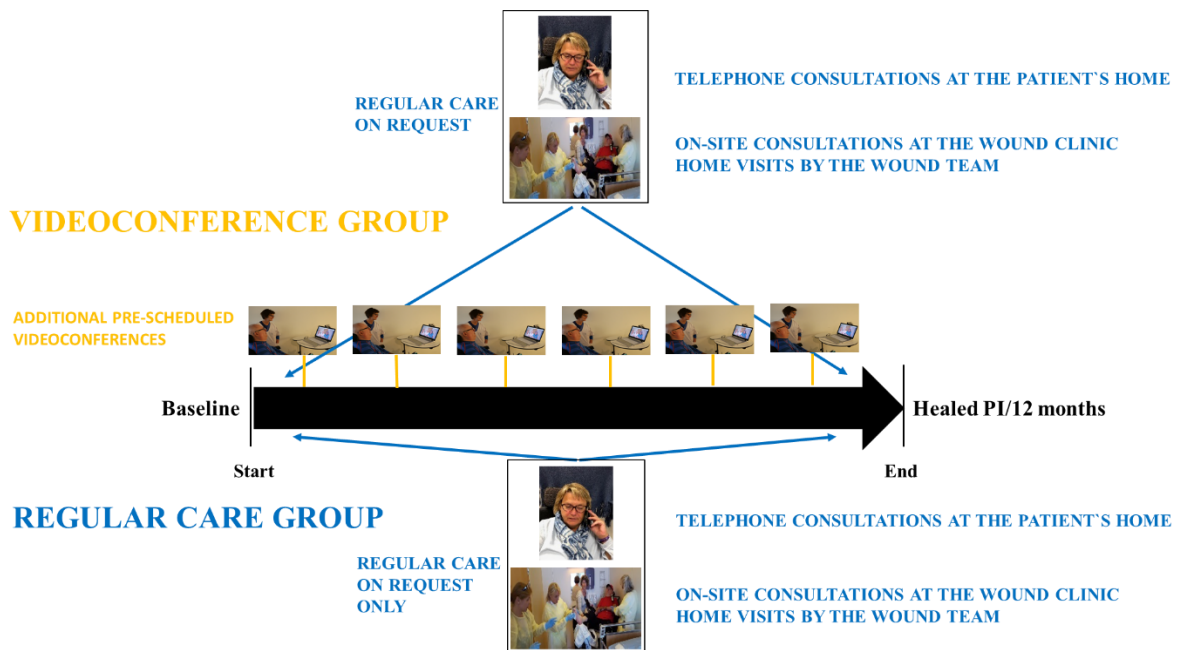 REGULAR CARE
ON REQUEST
TELEPHONE CONSULTATIONS AT THE PATIENT`S HOME
ON-SITE CONSULTATIONS AT THE WOUND CLINIC
HOME VISITS BY THE WOUND TEAM
VIDEOCONFERENCE GROUP
ADDITIONAL PRE-SCHEDULED
VIDEOCONFERENCES
Baseline
Healed PI/12 months
Start
End
REGULAR CARE GROUP
REGULAR CARE
ON REQUEST
ONLY
TELEPHONE CONSULTATIONS AT THE PATIENT`S HOME
ON-SITE CONSULTATIONS AT THE WOUND CLINIC
HOME VISITS BY THE WOUND TEAM